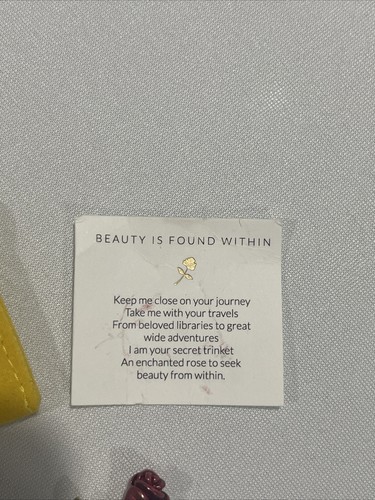 BEAUTY IS FOUND WITHIN
Keep me close on your journey
Take me with your travels
From beloved libraries to great
wide adventures
I am your secret trinket
An enchanted rose to seek
beauty from within.